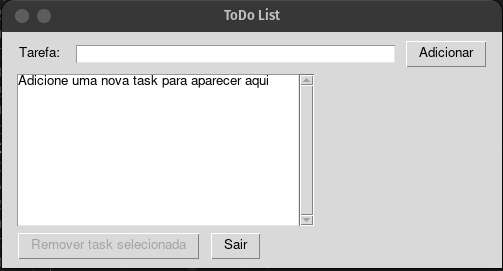 ToDo List
Tarefa: Adicionar
Adicione uma nova task para aparecer aqui
Remover task selecionada Sair